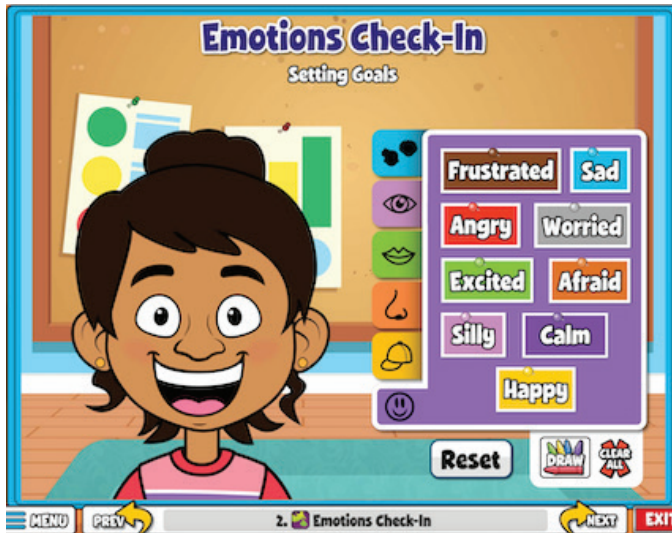 Emotions Check-In
Setting Goals
Frustrated
Sad
Angry
Worried
Excited
Afraid
Silly
Calm
Happy
Reset
DRAW
CLEAR
ALL
MENU
PREV
2. Emotions Check-In
NEXT
EXIT